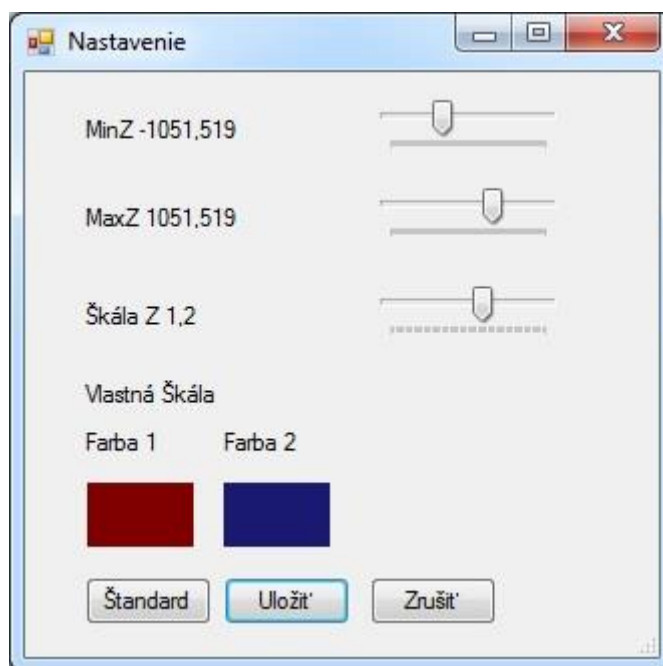 Nastavenie
MinZ -1051,519
MaxZ 1051,519
Škála Z 1,2
Vlastná Škála
Farba 1 Farba 2
Štandard Uložiť Zrušiť